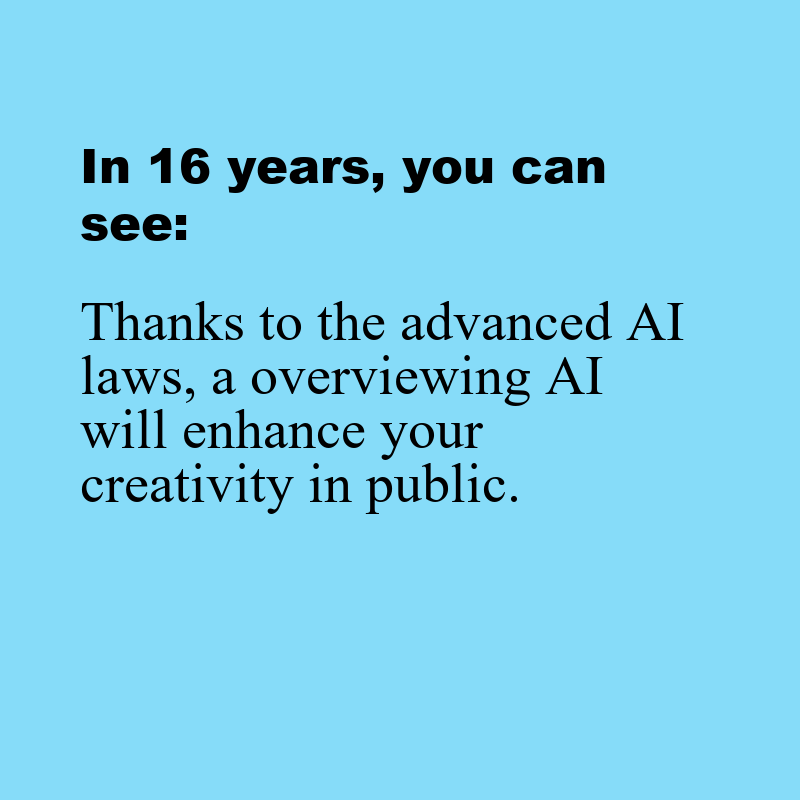 In 16 years, you can
see:
Thanks to the advanced AI
laws, a overviewing AI
will enhance your
creativity in public.